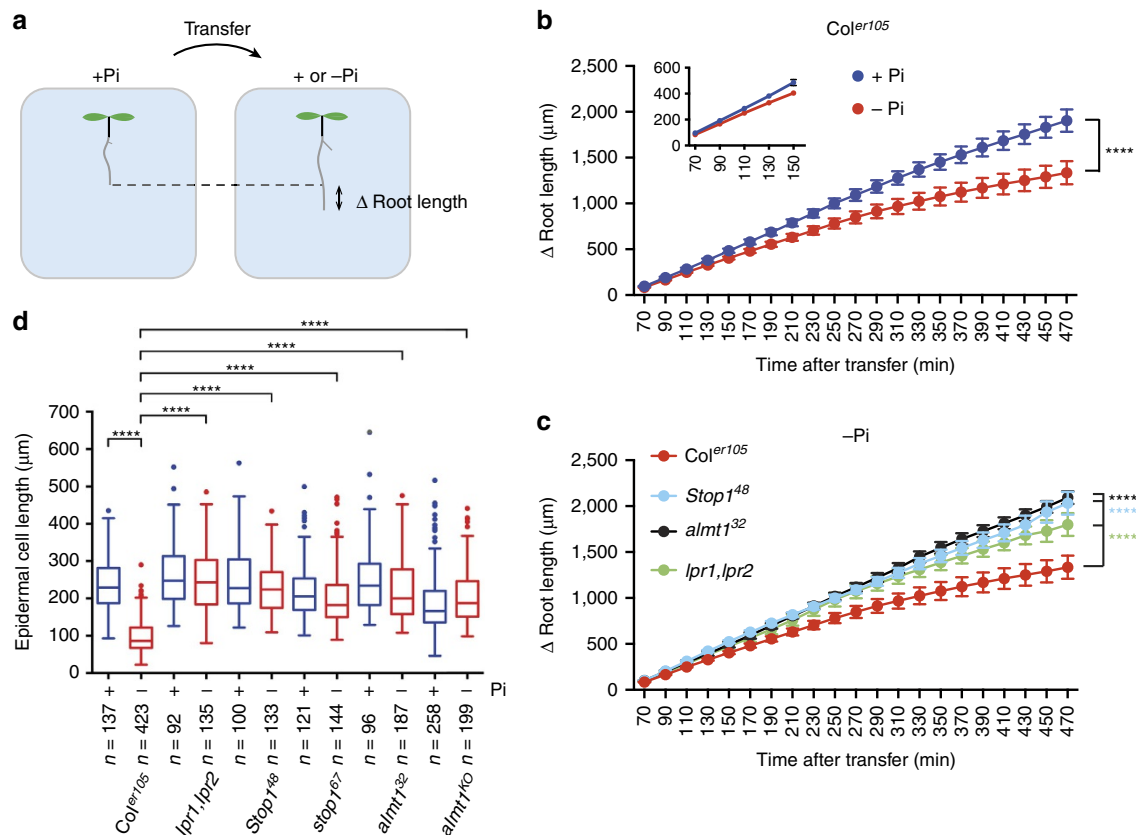 a
Transfer
+Pi
+ or –Pi
Δ Root length
b
Col^er105
+ Pi
– Pi
Δ Root length (μm)
2,500
2,000
1,500
1,000
500
0
600
400
200
0
70 90 110 130 150
****
70 90 110 130 150 170 190 210 230 250 270 290 310 330 350 370 390 410 430 450 470
Time after transfer (min)
c
–Pi
Col^er105
Stop1^48
almt1^32
lpr1,lpr2
Δ Root length (μm)
2,500
2,000
1,500
1,000
500
0
****
****
****
70 90 110 130 150 170 190 210 230 250 270 290 310 330 350 370 390 410 430 450 470
Time after transfer (min)
d
****
****
****
****
****
****
Epidermal cell length (μm)
700
600
500
400
300
200
100
0
+ – + – + – + – + – + – Pi
n = 137 n = 423 n = 92 n = 135 n = 100 n = 133 n = 121 n = 144 n = 96 n = 187 n = 258 n = 199
Col^er105 lpr1,lpr2 Stop1^48 stop1^67 almt1^32 almt1^KO